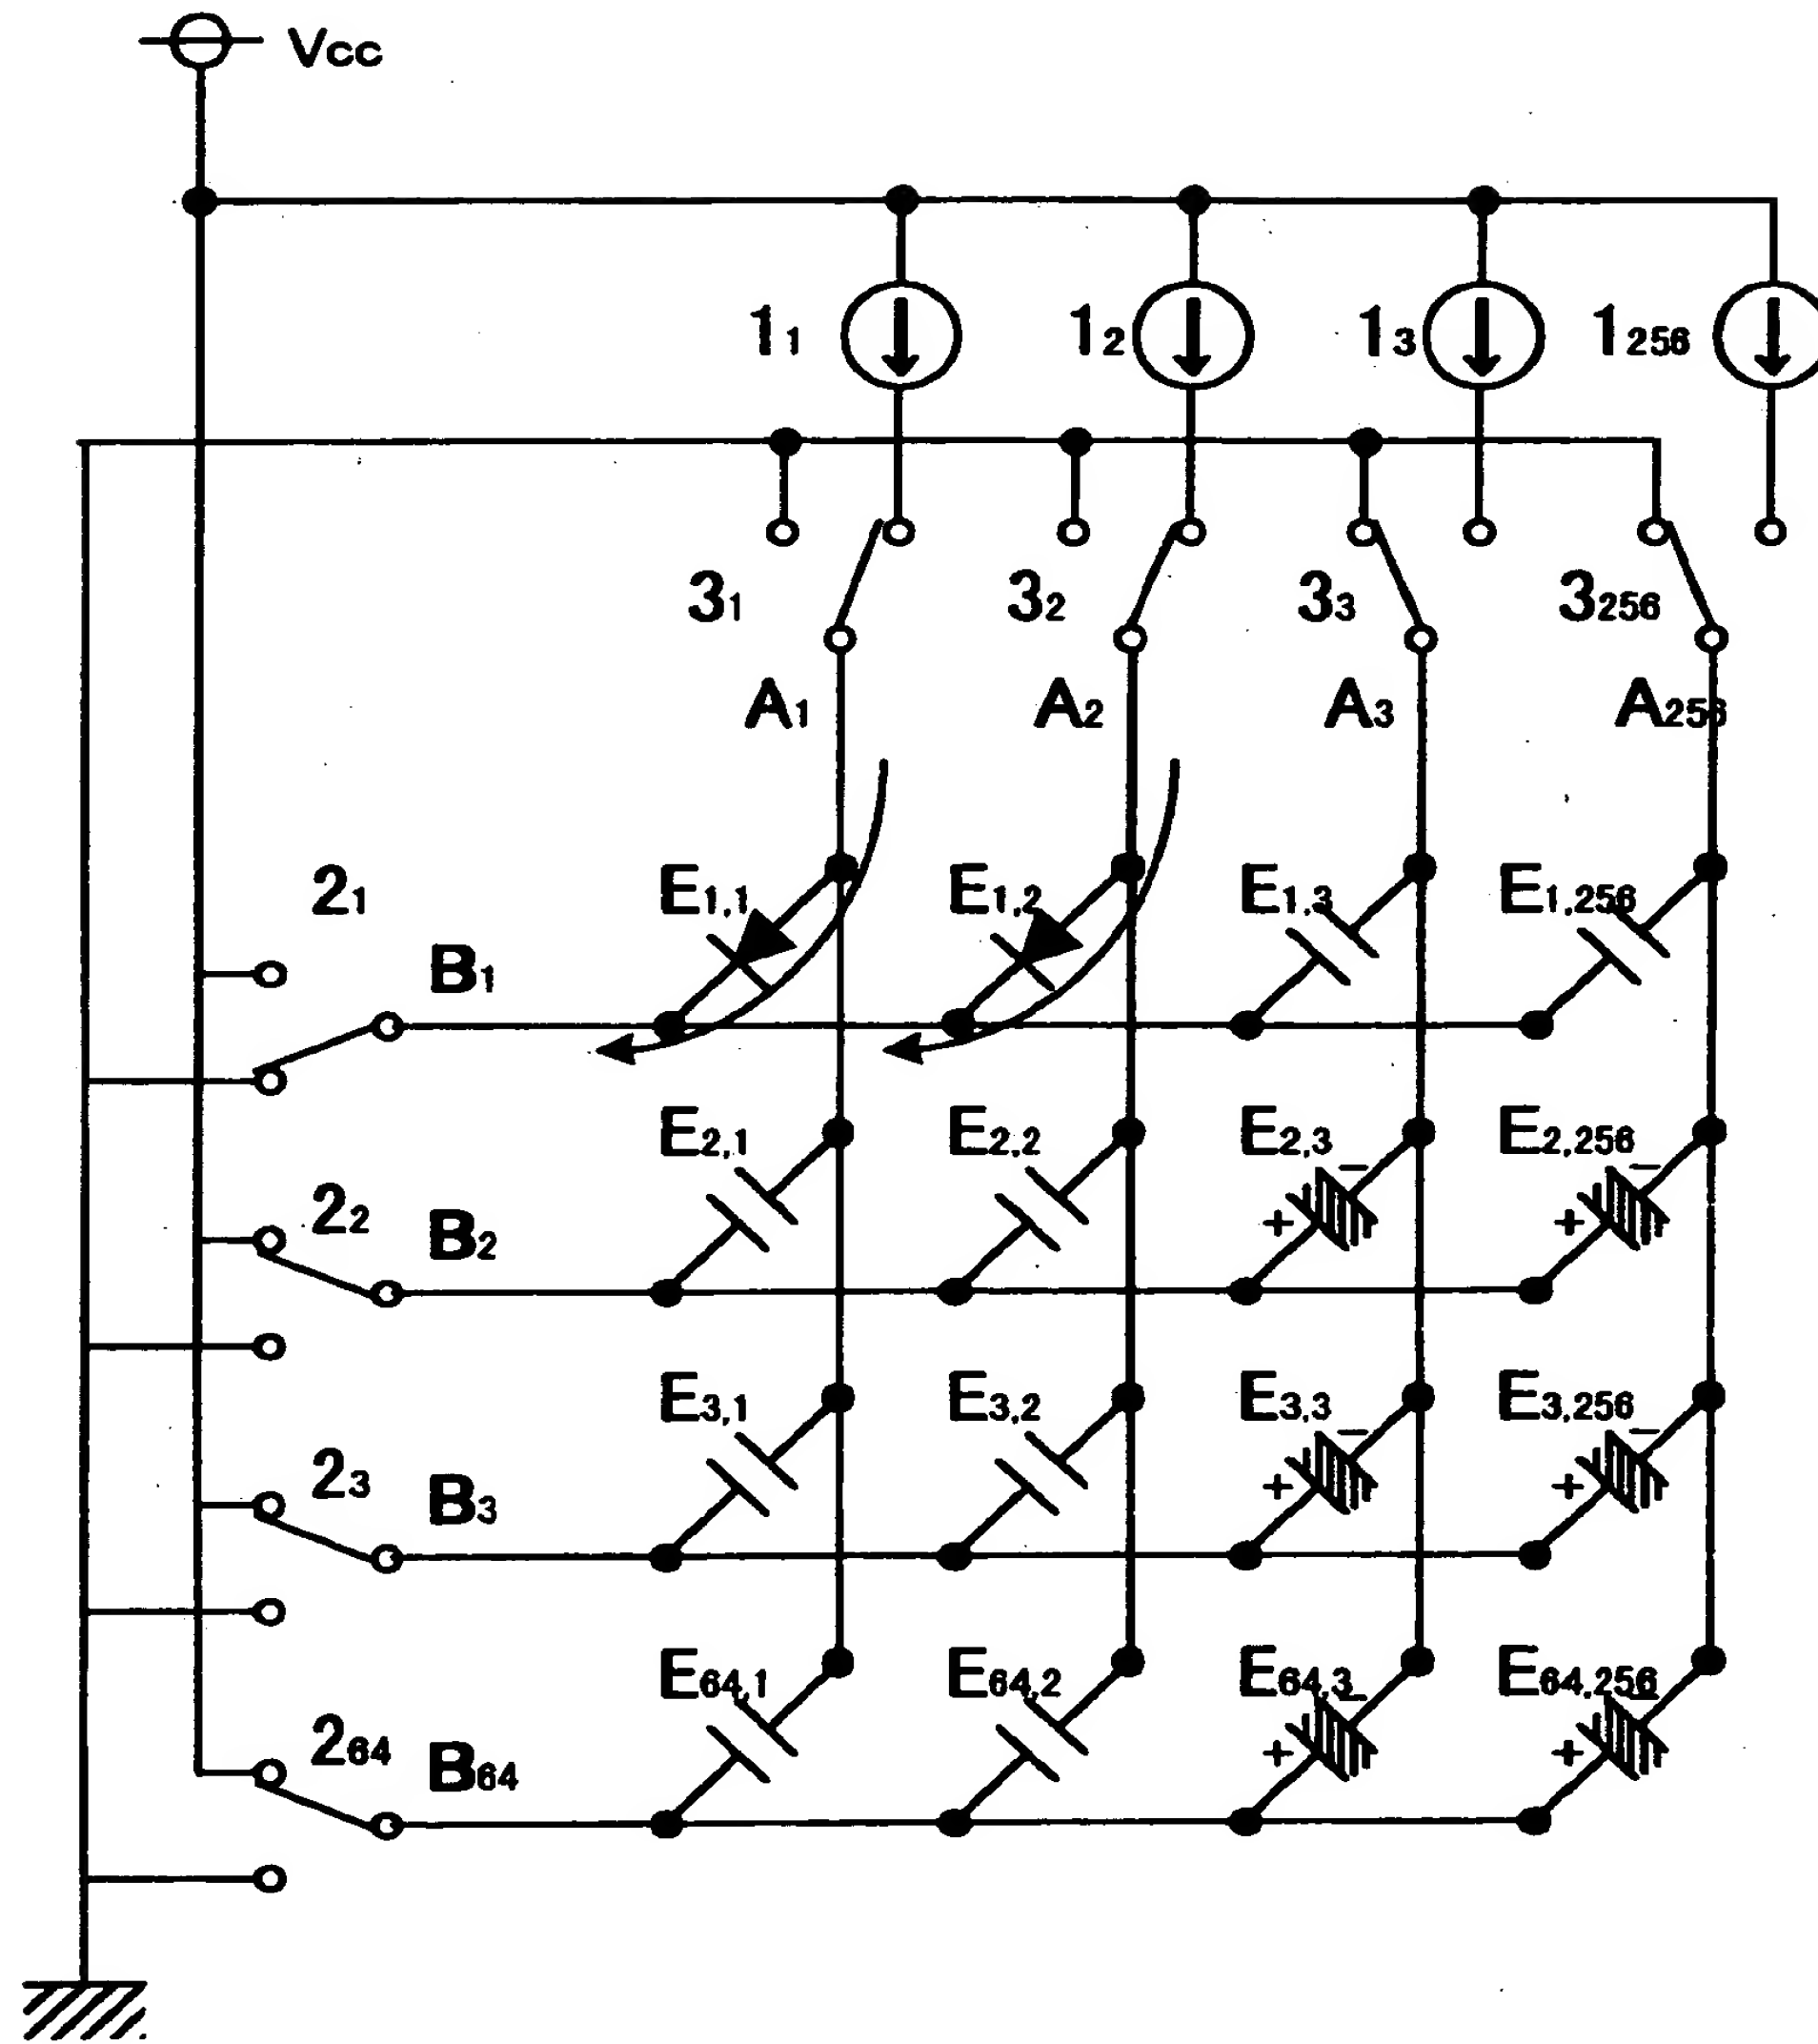 Vcc
1₁ 1₂ 1₃ 1₂₅₆
3₁ 3₂ 3₃ 3₂₅₆
A₁ A₂ A₃ A₂₅₆
2₁ E₁,₁ E₁,₂ E₁,₃ E₁,₂₅₆
B₁
E₂,₁ E₂,₂ E₂,₃ E₂,₂₅₆
− −
2₂ B₂ + +
E₃,₁ E₃,₂ E₃,₃ E₃,₂₅₆
− −
2₃ B₃ + +
E₆₄,₁ E₆₄,₂ E₆₄,₃ E₆₄,₂₅₆
− −
2₆₄ B₆₄ + +